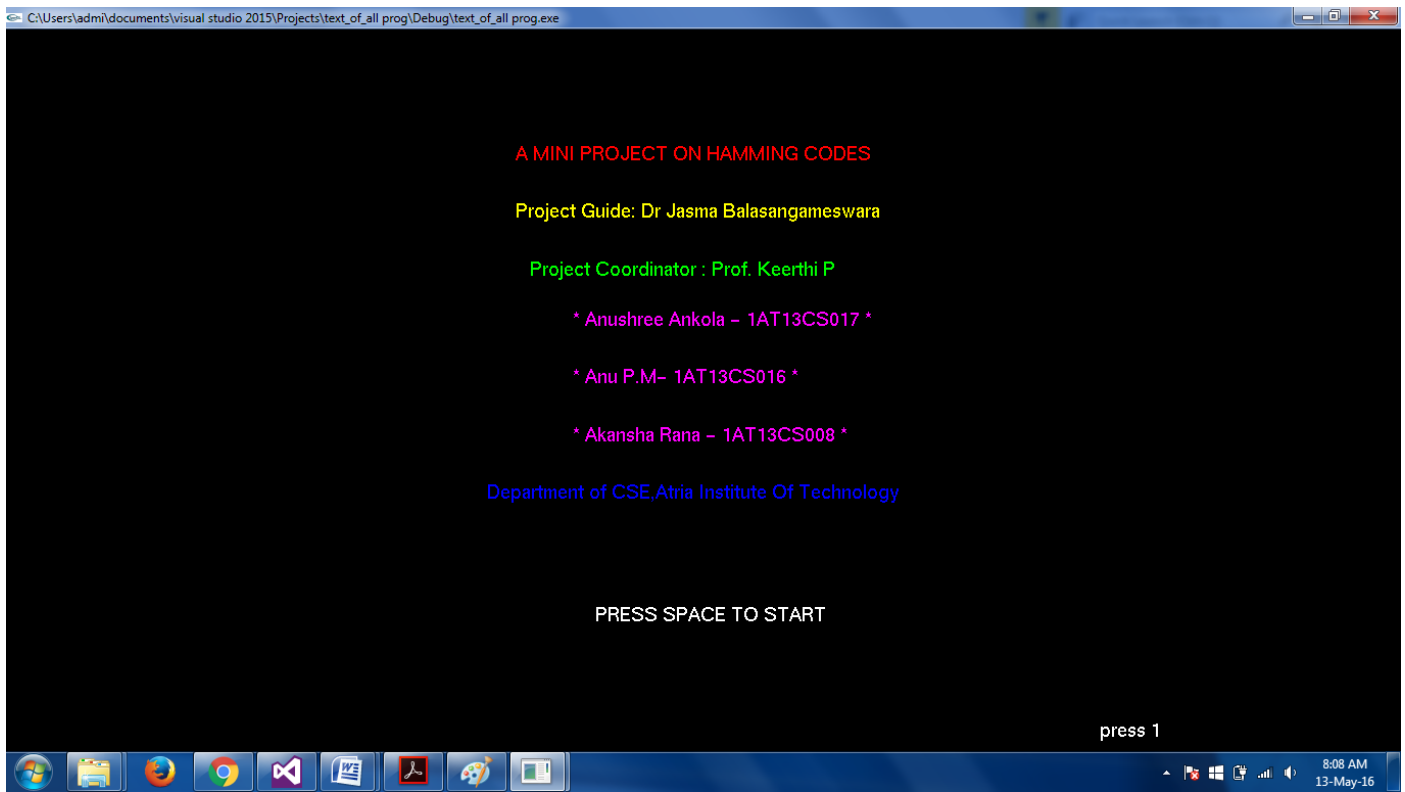 C:\Users\admi\documents\visual studio 2015\Projects\text_of_all prog\Debug\text_of_all prog.exe
A MINI PROJECT ON HAMMING CODES
Project Guide: Dr Jasma Balasangameswara
Project Coordinator : Prof. Keerthi P
* Anushree Ankola – 1AT13CS017 *
* Anu P.M– 1AT13CS016 *
* Akansha Rana – 1AT13CS008 *
Department of CSE,Atria Institute Of Technology
PRESS SPACE TO START
press 1
8:08 AM
13-May-16